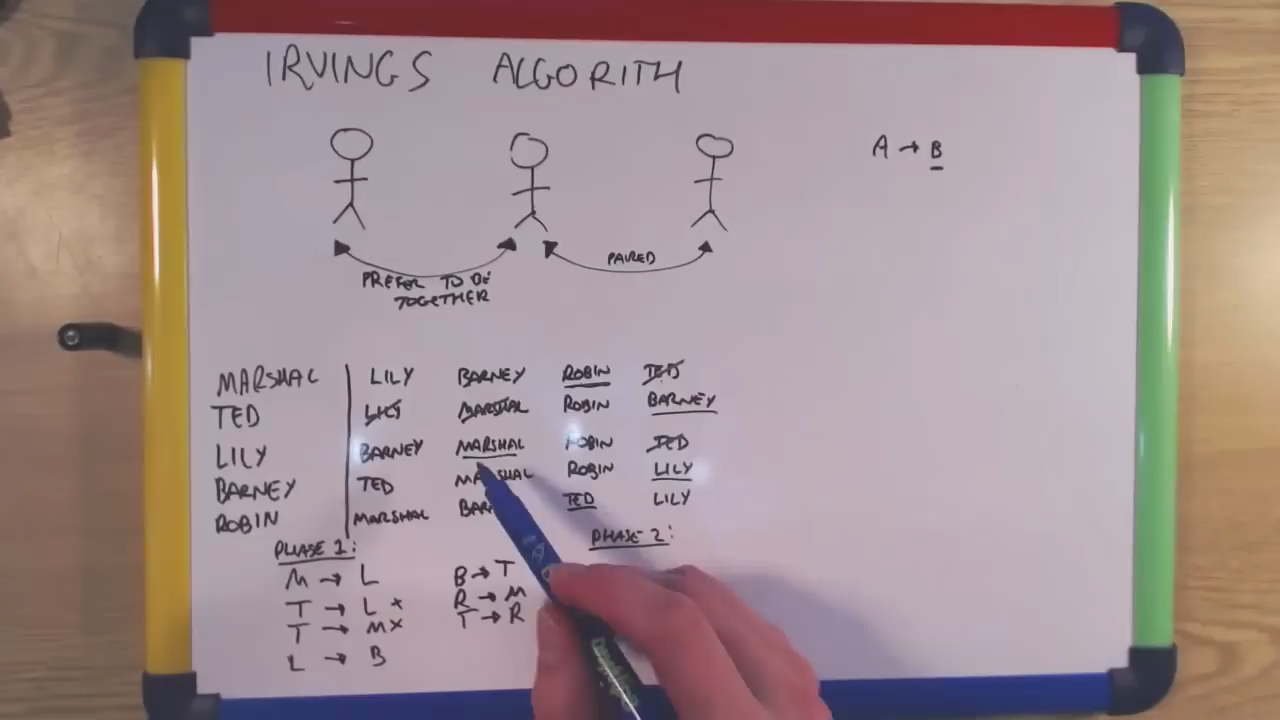 IRVINGS ALGORITH
A → B
PREFER TO BE
TOGETHER
PAIRED
MARSHAL LILY BARNEY ROBIN TED
TED LILY MARSHAL ROBIN BARNEY
LILY BARNEY MARSHAL ROBIN TED
BARNEY TED MARSHAL ROBIN LILY
ROBIN MARSHAL TED LILY
PHASE 1:
M → L
T → L x
T → M x
L → B
B → T
R → M
T → R
PHASE 2: